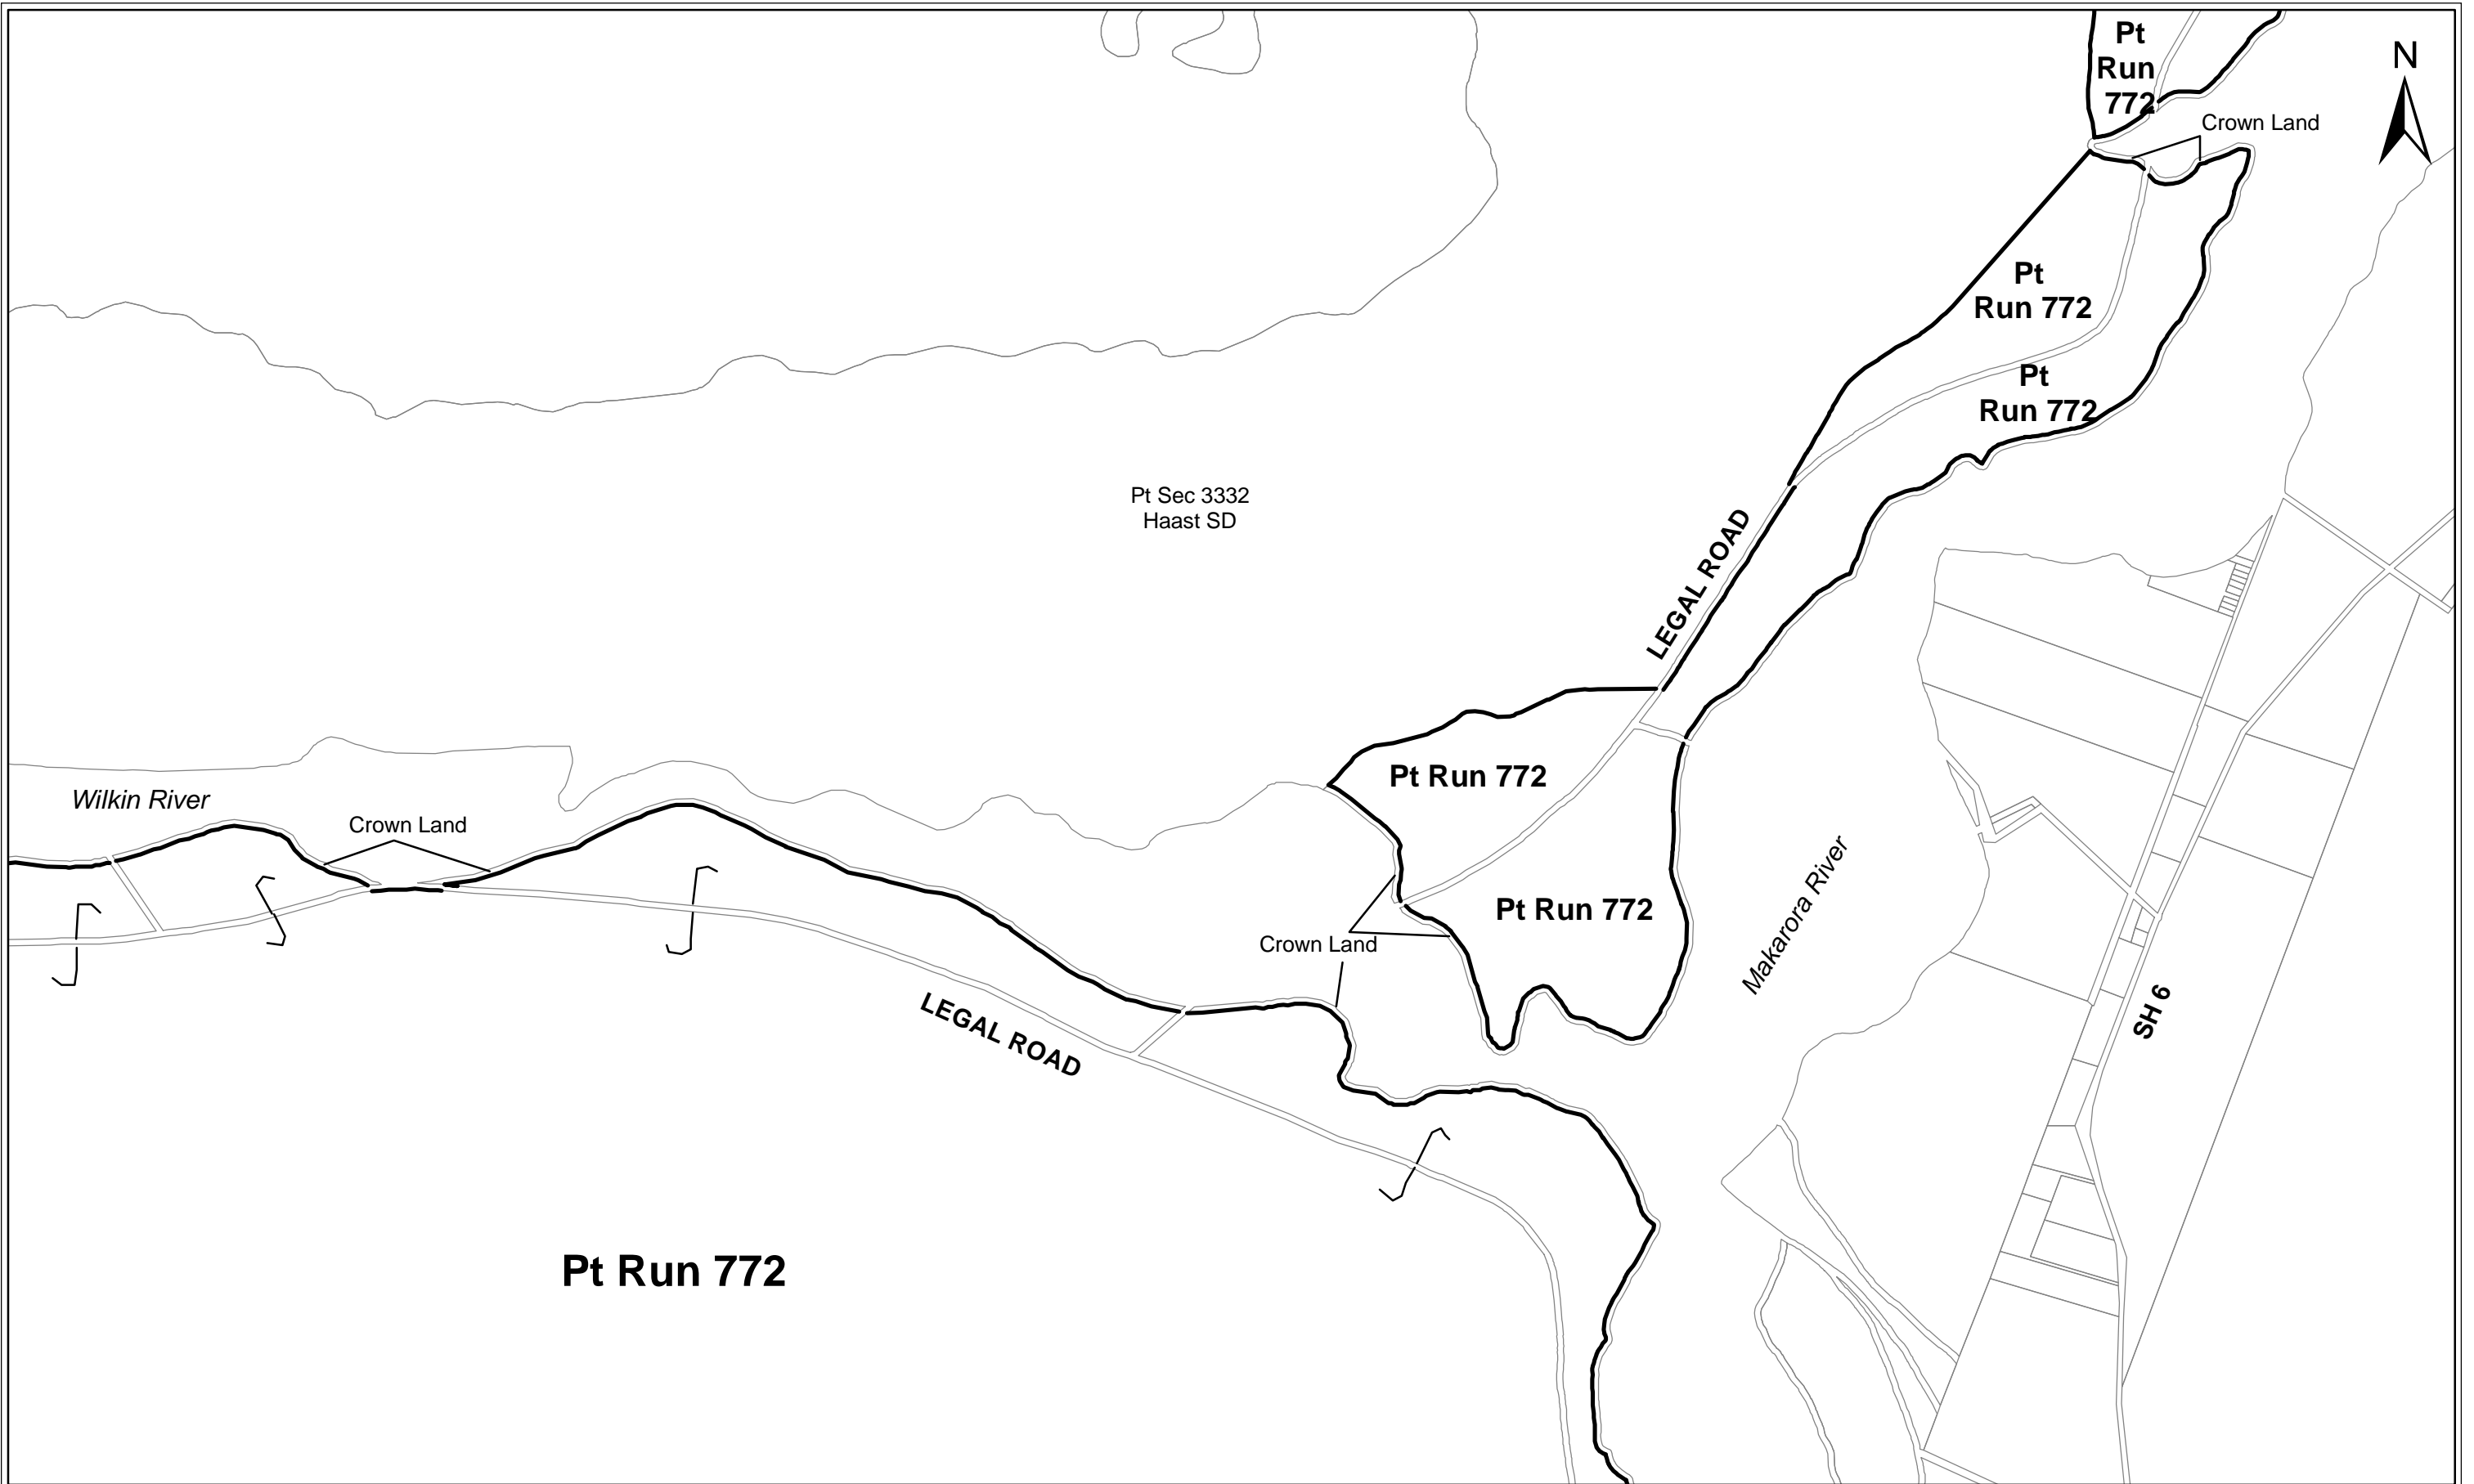 Pt
Run
772
N
Crown Land
Pt
Run 772
Pt
Run 772
Pt Sec 3332
Haast SD
LEGAL ROAD
Pt Run 772
Wilkin River
Crown Land
Pt Run 772
Makarora River
Crown Land
LEGAL ROAD
SH 6
Pt Run 772